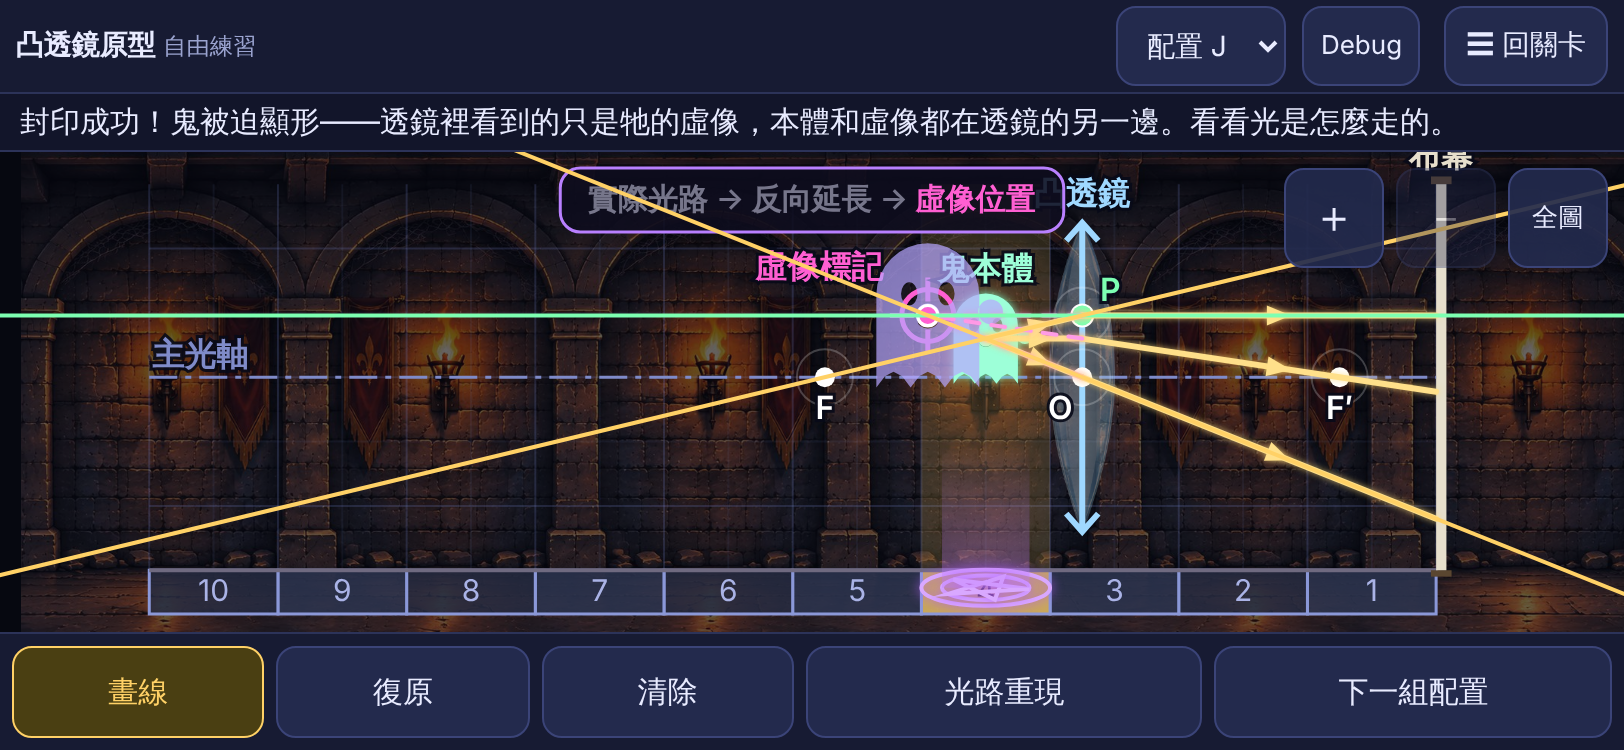 凸透鏡原型 自由練習
配置 J
Debug
☰ 回關卡
封印成功！鬼被迫顯形——透鏡裡看到的只是牠的虛像，本體和虛像都在透鏡的另一邊。看看光是怎麼走的。
布幕
實際光路 → 反向延長 → 虛像位置
透鏡
+
−
全圖
虛像標記
鬼本體
P
主光軸
F
O
F′
10 9 8 7 6 5 3 2 1
畫線
復原
清除
光路重現
下一組配置